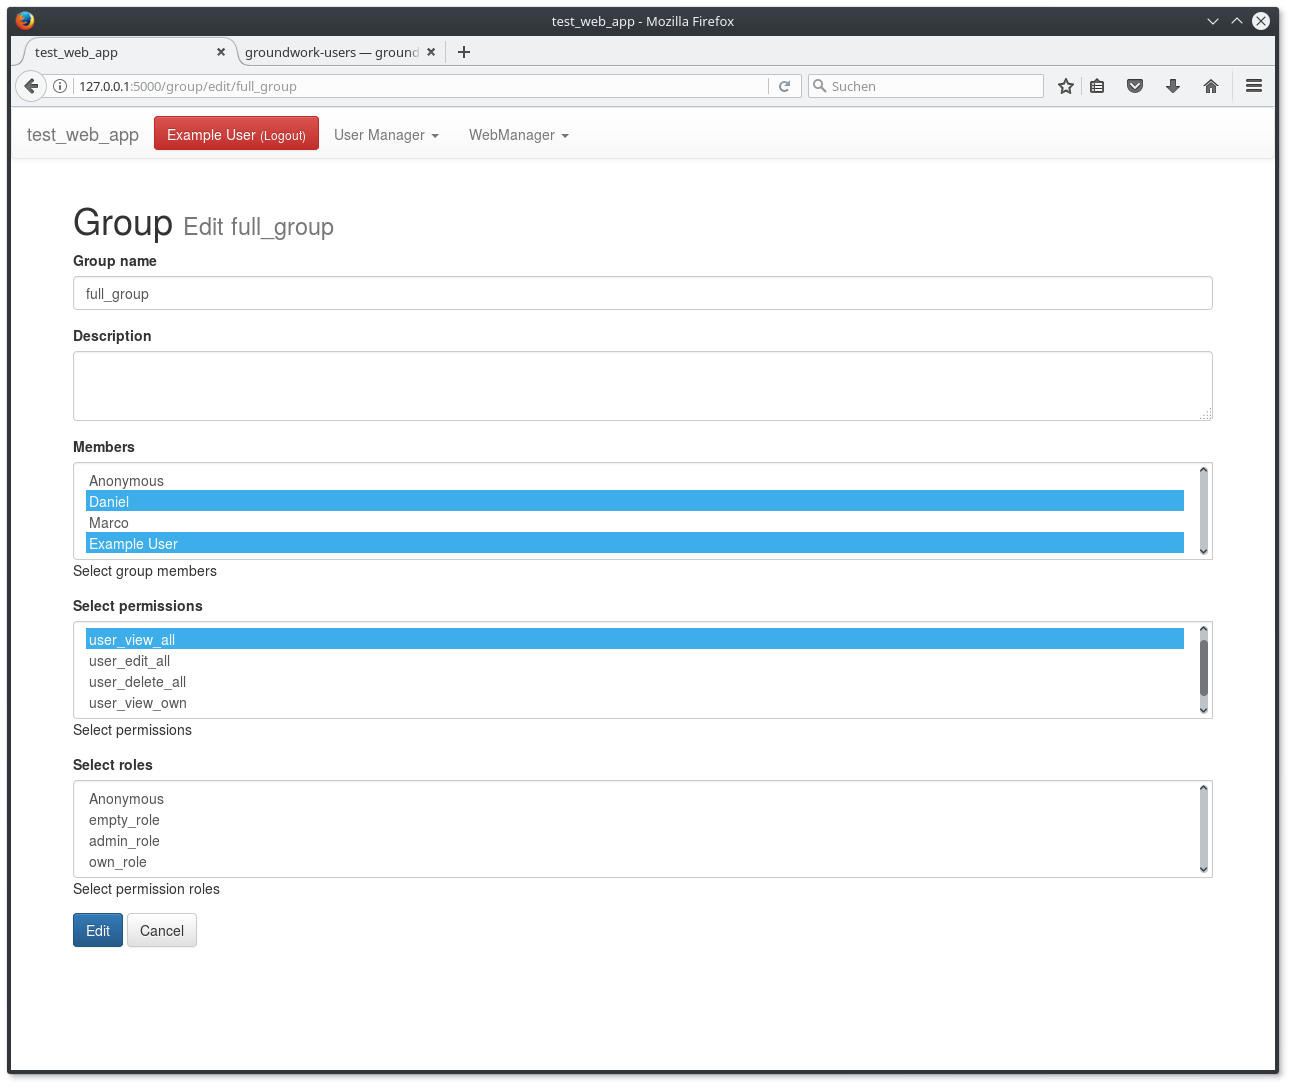 test_web_app - Mozilla Firefox
test_web_app
groundwork-users — ground
127.0.0.1:5000/group/edit/full_group
Suchen
test_web_app
Example User (Logout)
User Manager
WebManager
Group Edit full_group
Group name
full_group
Description
Members
Anonymous
Daniel
Marco
Example User
Select group members
Select permissions
user_view_all
user_edit_all
user_delete_all
user_view_own
Select permissions
Select roles
Anonymous
empty_role
admin_role
own_role
Select permission roles
Edit
Cancel